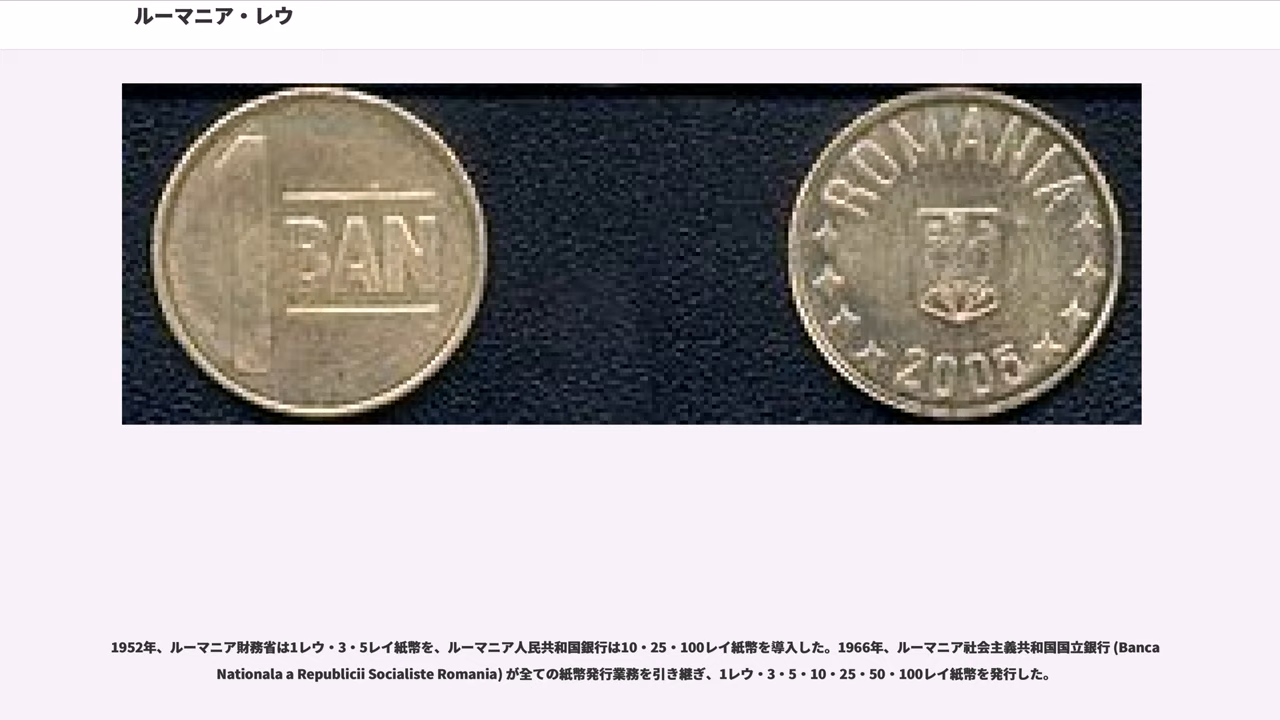 ルーマニア・レウ
1 BAN
ROMANIA
2005
1952年、ルーマニア財務省は1レウ・3・5レイ紙幣を、ルーマニア人民共和国銀行は10・25・100レイ紙幣を導入した。1966年、ルーマニア社会主義共和国国立銀行 (Banca
Nationala a Republicii Socialiste Romania) が全ての紙幣発行業務を引き継ぎ、1レウ・3・5・10・25・50・100レイ紙幣を発行した。